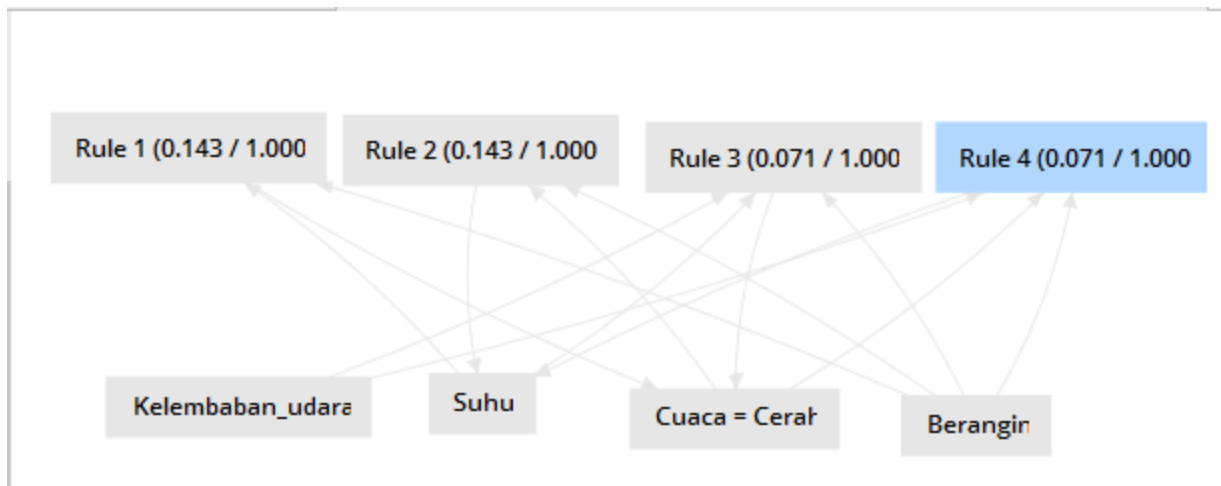 Rule 1 (0.143 / 1.000
Rule 2 (0.143 / 1.000
Rule 3 (0.071 / 1.000
Rule 4 (0.071 / 1.000
Kelembaban_udara
Suhu
Cuaca = Cerah
Berangin